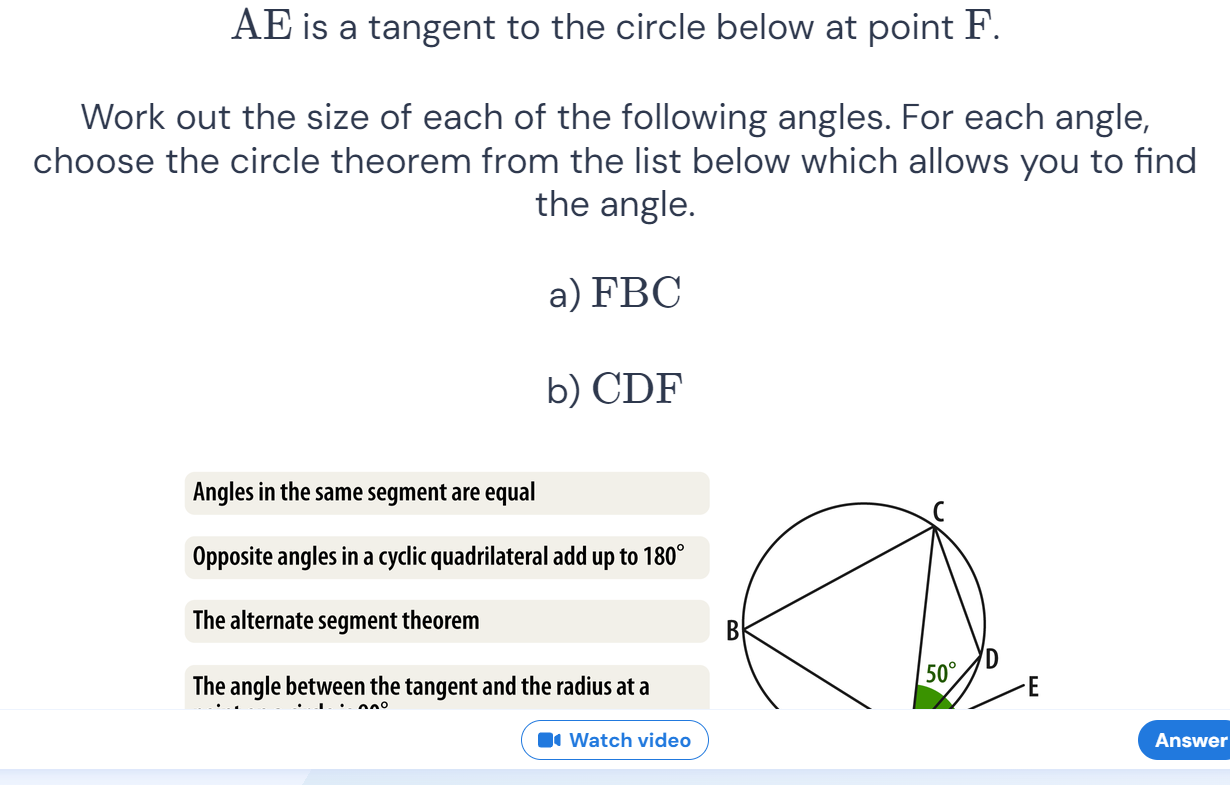 AE is a tangent to the circle below at point F.
Work out the size of each of the following angles. For each angle,
choose the circle theorem from the list below which allows you to find
the angle.
a) FBC
b) CDF
Angles in the same segment are equal
Opposite angles in a cyclic quadrilateral add up to 180°
The alternate segment theorem
The angle between the tangent and the radius at a
C
B
50°
D
E
Watch video
Answer